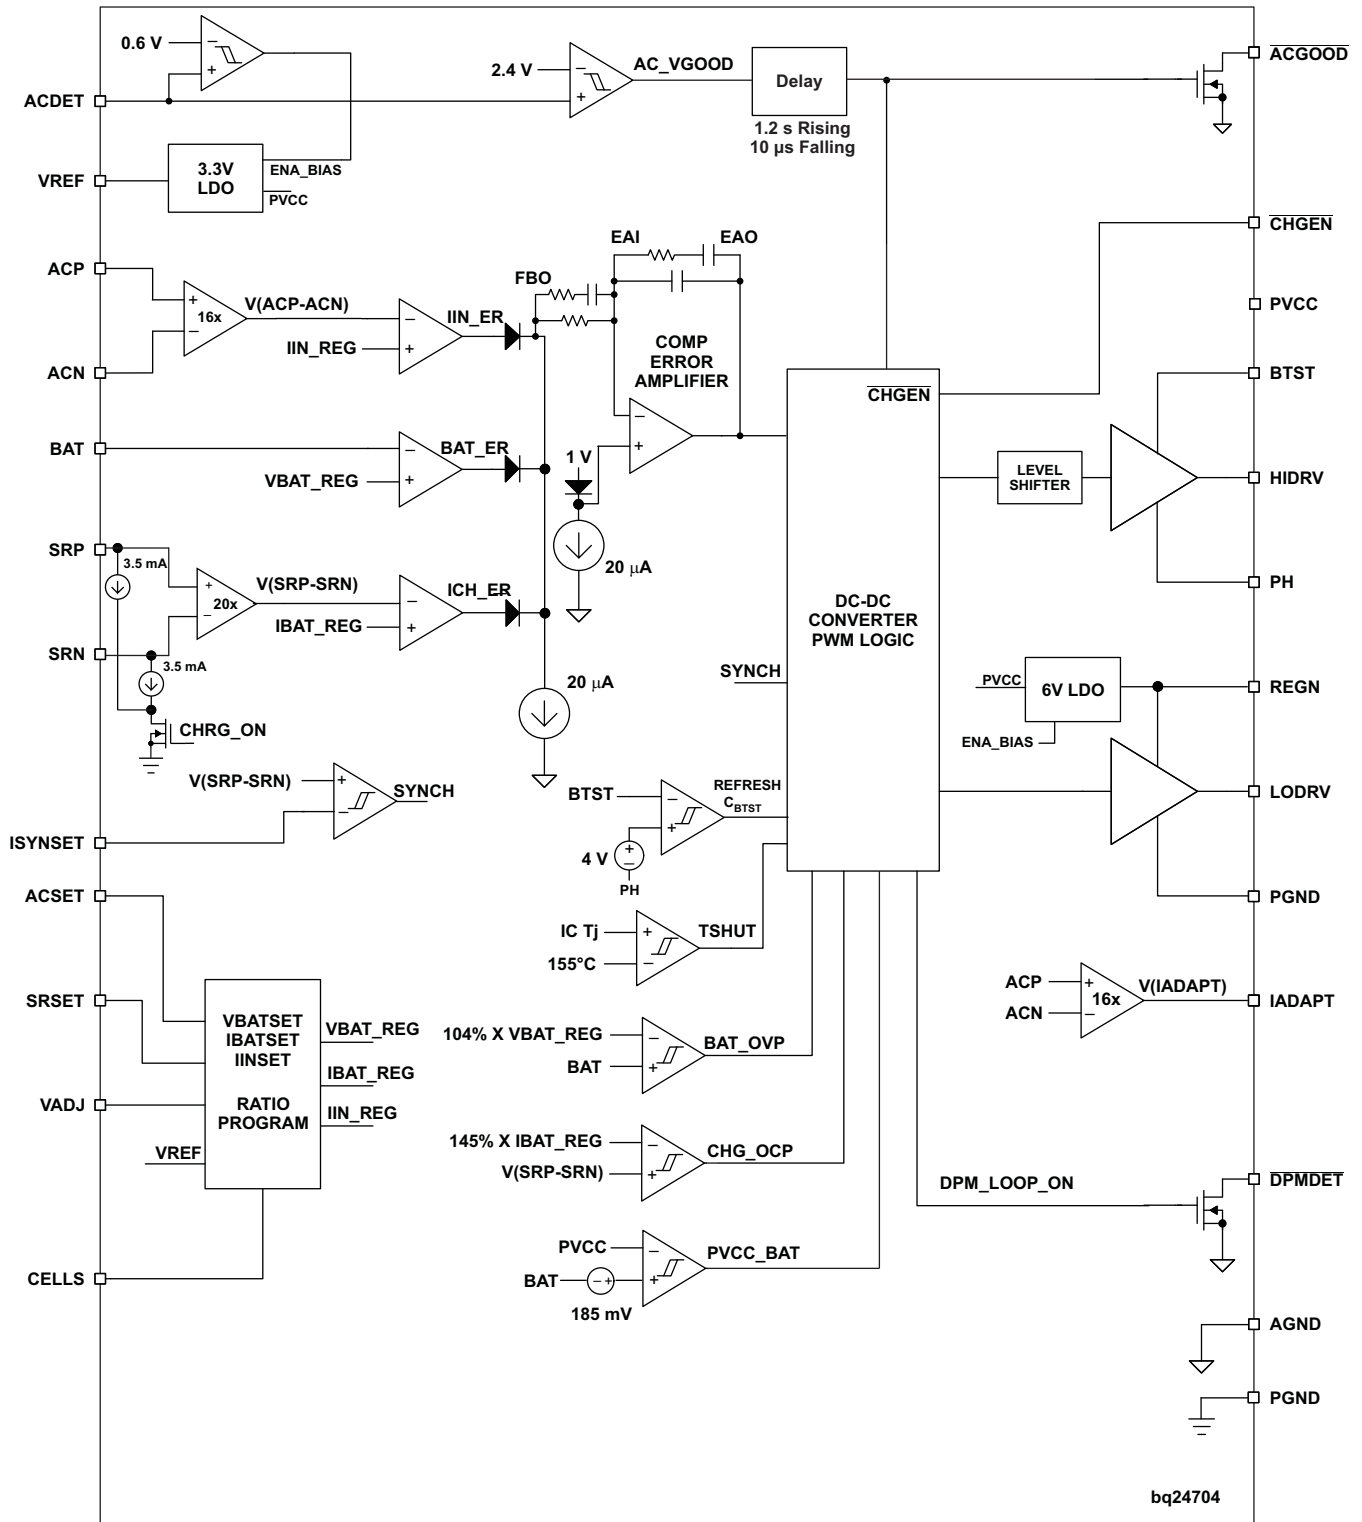 0.6 V
−
+
ACDET
2.4 V
−
+
AC_VGOOD
Delay
1.2 s Rising
10 µs Falling
ACGOOD
VREF
3.3V
LDO
ENA_BIAS
PVCC
CHGEN
ACP
+
−
16x
V(ACP-ACN)
IIN_REG
−
+
IIN_ER
FBO
EAI
EAO
COMP
ERROR
AMPLIFIER
−
+
PVCC
ACN
BAT
VBAT_REG
−
+
BAT_ER
1 V
20 µA
CHGEN
DC-DC
CONVERTER
PWM LOGIC
BTST
LEVEL
SHIFTER
HIDRV
PH
SRP
3.5 mA
+
−
20x
V(SRP-SRN)
IBAT_REG
−
+
ICH_ER
SRN
3.5 mA
CHRG_ON
20 µA
SYNCH
PVCC
6V LDO
ENA_BIAS
REGN
V(SRP-SRN)
+
−
SYNCH
ISYNSET
BTST
−
+
REFRESH
CBTST
+
−
4 V
PH
LODRV
PGND
ACSET
IC Tj
155°C
+
−
TSHUT
SRSET
VBATSET
IBATSET
IINSET
RATIO
PROGRAM
VBAT_REG
IBAT_REG
IIN_REG
ACP
ACN
+
−
16x
V(IADAPT)
IADAPT
104% X VBAT_REG
BAT
−
+
BAT_OVP
VADJ
VREF
145% X IBAT_REG
V(SRP-SRN)
−
+
CHG_OCP
DPM_LOOP_ON
DPMDET
CELLS
PVCC
BAT
− +
185 mV
−
+
PVCC_BAT
AGND
PGND
bq24704